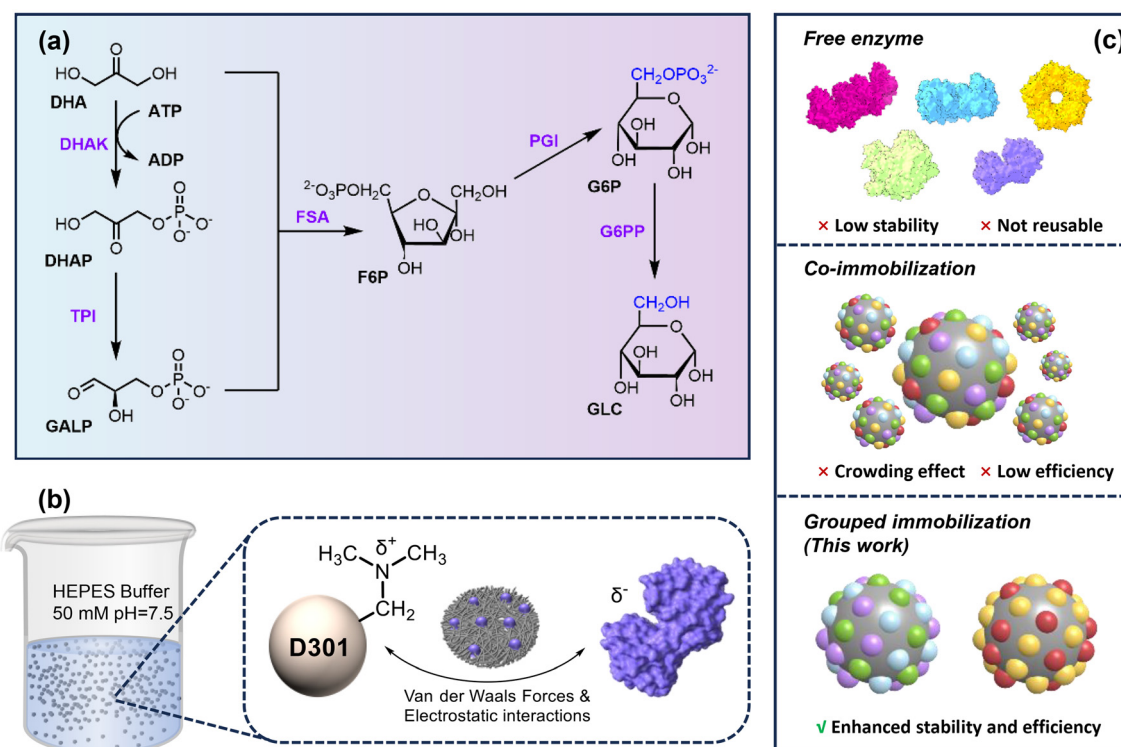 (a)
O
HO
OH
DHA
ATP
DHAK
ADP
O
HO
O
P
O
O⁻
O⁻
DHAP
TPI
O
O
P
O
O⁻
O⁻
OH
GALP
FSA
²⁻O₃POH₂C
O
CH₂OH
HO
OH
OH
F6P
PGI
CH₂OPO₃²⁻
O
OH
OH
OH
OH
G6P
G6PP
CH₂OH
O
OH
OH
OH
OH
GLC
(b)
HEPES Buffer
50 mM pH=7.5
δ⁺
H₃C
CH₃
N
CH₂
D301
δ⁻
Van der Waals Forces &
Electrostatic interactions
(c)
Free enzyme
× Low stability × Not reusable
Co-immobilization
× Crowding effect × Low efficiency
Grouped immobilization
(This work)
√ Enhanced stability and efficiency